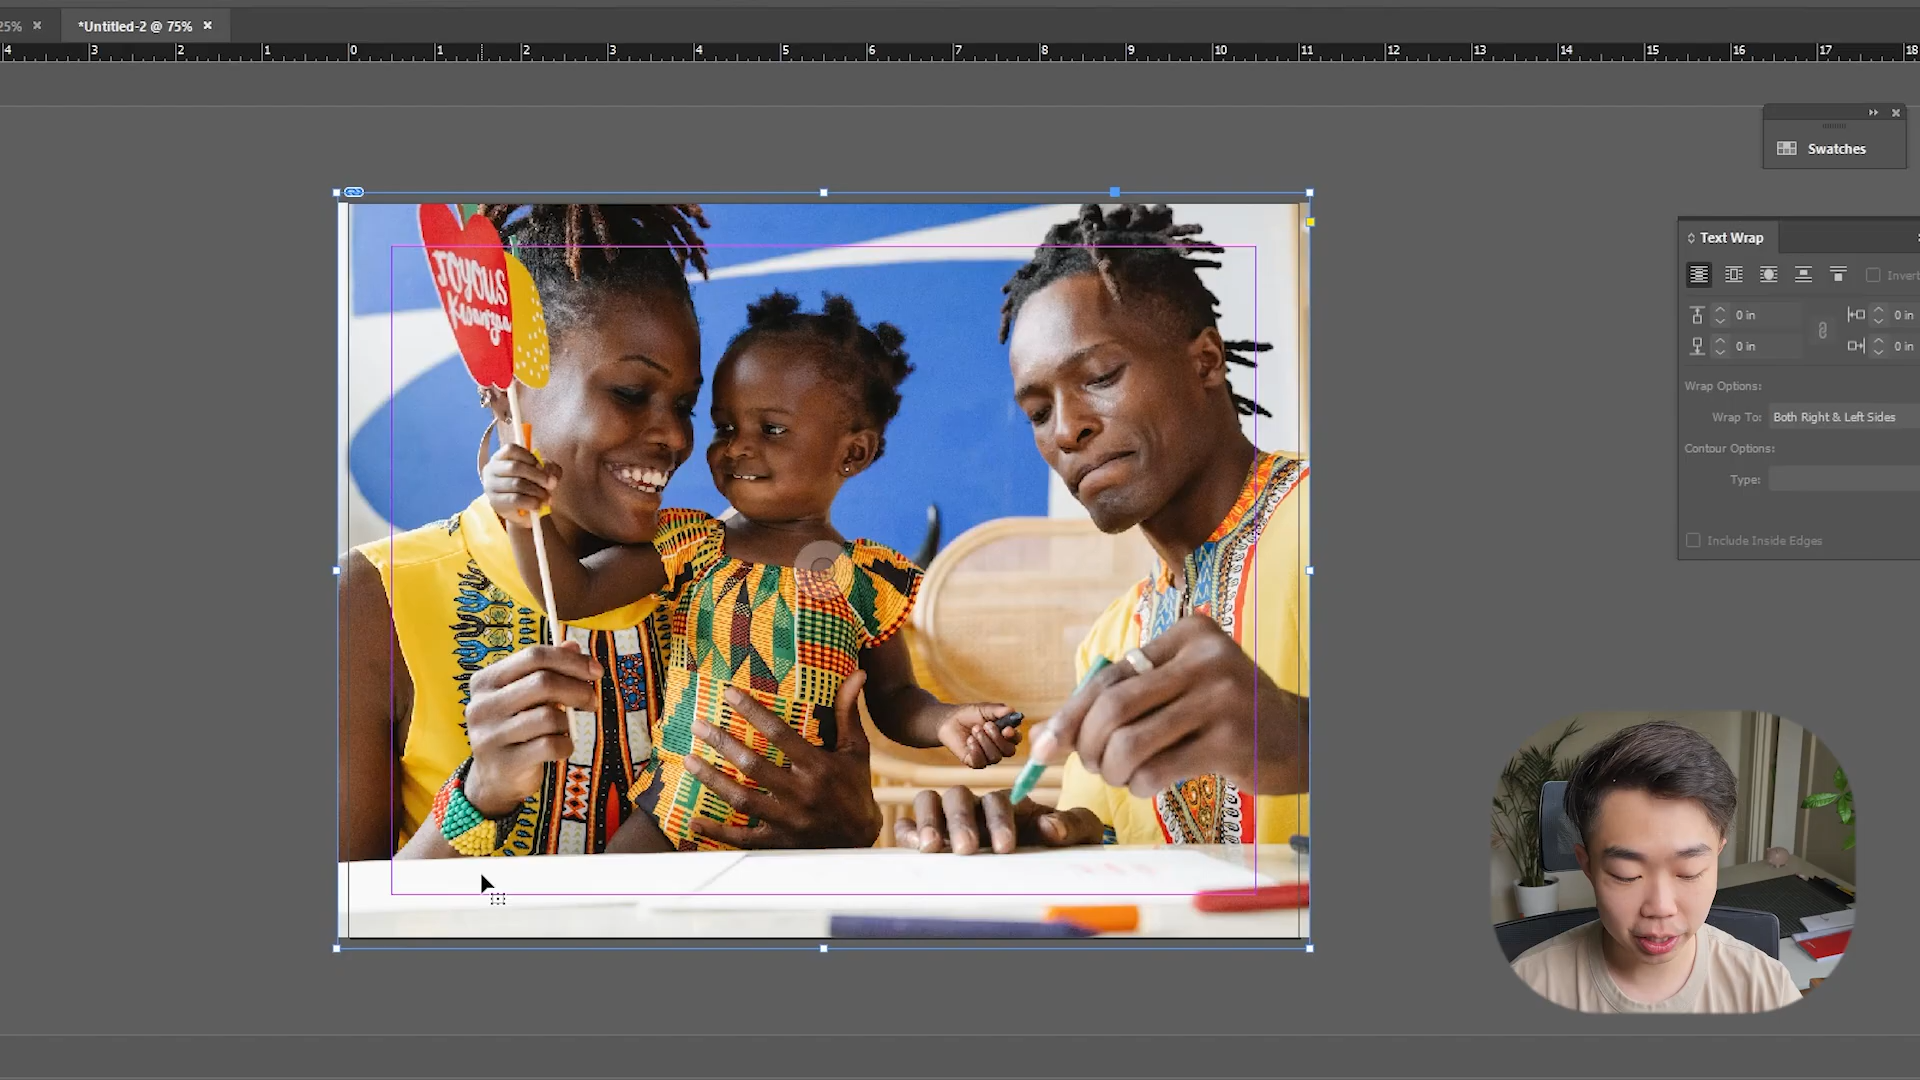 25%
*Untitled-2 @ 75%
4 3 2 1 0 1 2 3 4 5 6 7 8 9 10 11 12 13 14 15 16 17 18
Swatches
Text Wrap
Invert
0 in
0 in
0 in
0 in
Wrap Options:
Wrap To: Both Right & Left Sides
Contour Options:
Type:
Include Inside Edges
JOYOUS
Kwanzaa